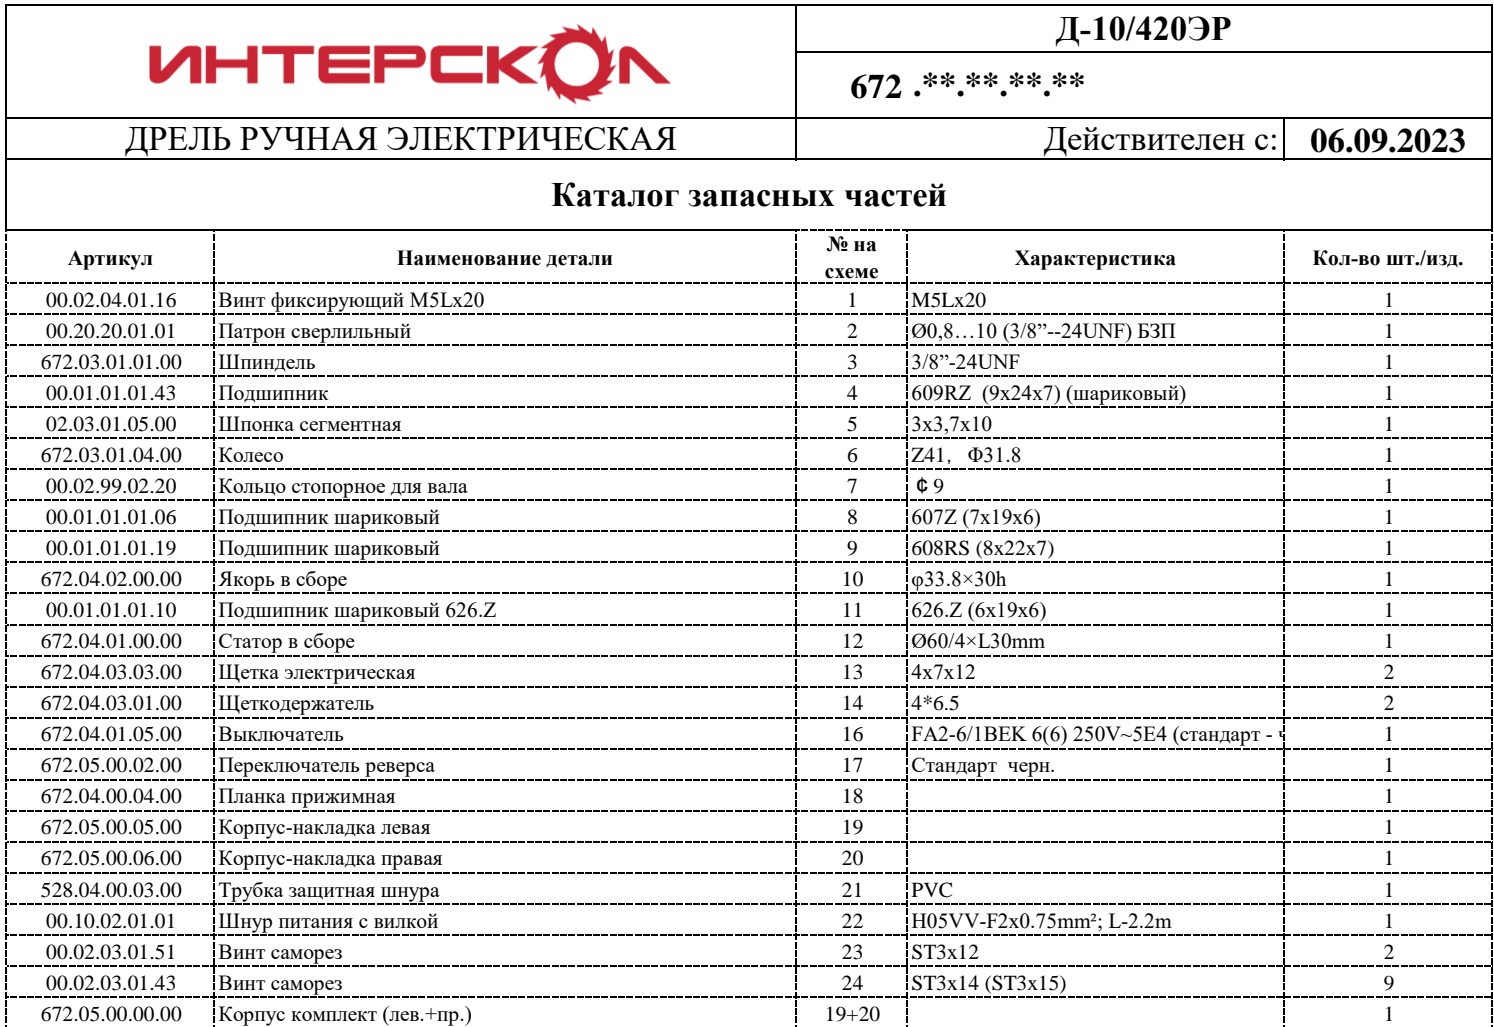 ИНТЕРСКОЛ
Д-10/420ЭР
672 .**.**.**.**
ДРЕЛЬ РУЧНАЯ ЭЛЕКТРИЧЕСКАЯ Действителен с: 06.09.2023
Каталог запасных частей
Артикул Наименование детали № на схеме Характеристика Кол-во шт./изд.
00.02.04.01.16 Винт фиксирующий M5Lx20 1 M5Lx20 1
00.20.20.01.01 Патрон сверлильный 2 Ø0,8…10 (3/8”--24UNF) БЗП 1
672.03.01.01.00 Шпиндель 3 3/8”-24UNF 1
00.01.01.01.43 Подшипник 4 609RZ (9x24x7) (шариковый) 1
02.03.01.05.00 Шпонка сегментная 5 3x3,7x10 1
672.03.01.04.00 Колесо 6 Z41, Φ31.8 1
00.02.99.02.20 Кольцо стопорное для вала 7 ¢9 1
00.01.01.01.06 Подшипник шариковый 8 607Z (7x19x6) 1
00.01.01.01.19 Подшипник шариковый 9 608RS (8x22x7) 1
672.04.02.00.00 Якорь в сборе 10 φ33.8×30h 1
00.01.01.01.10 Подшипник шариковый 626.Z 11 626.Z (6x19x6) 1
672.04.01.00.00 Статор в сборе 12 Ø60/4×L30mm 1
672.04.03.03.00 Щетка электрическая 13 4x7x12 2
672.04.03.01.00 Щеткодержатель 14 4*6.5 2
672.04.01.05.00 Выключатель 16 FA2-6/1BEK 6(6) 250V~5E4 (стандарт - 1
672.05.00.02.00 Переключатель реверса 17 Стандарт черн. 1
672.04.00.04.00 Планка прижимная 18 1
672.05.00.05.00 Корпус-накладка левая 19 1
672.05.00.06.00 Корпус-накладка правая 20 1
528.04.00.03.00 Трубка защитная шнура 21 PVC 1
00.10.02.01.01 Шнур питания с вилкой 22 H05VV-F2x0.75mm²; L-2.2m 1
00.02.03.01.51 Винт саморез 23 ST3x12 2
00.02.03.01.43 Винт саморез 24 ST3x14 (ST3x15) 9
672.05.00.00.00 Корпус комплект (лев.+пр.) 19+20 1